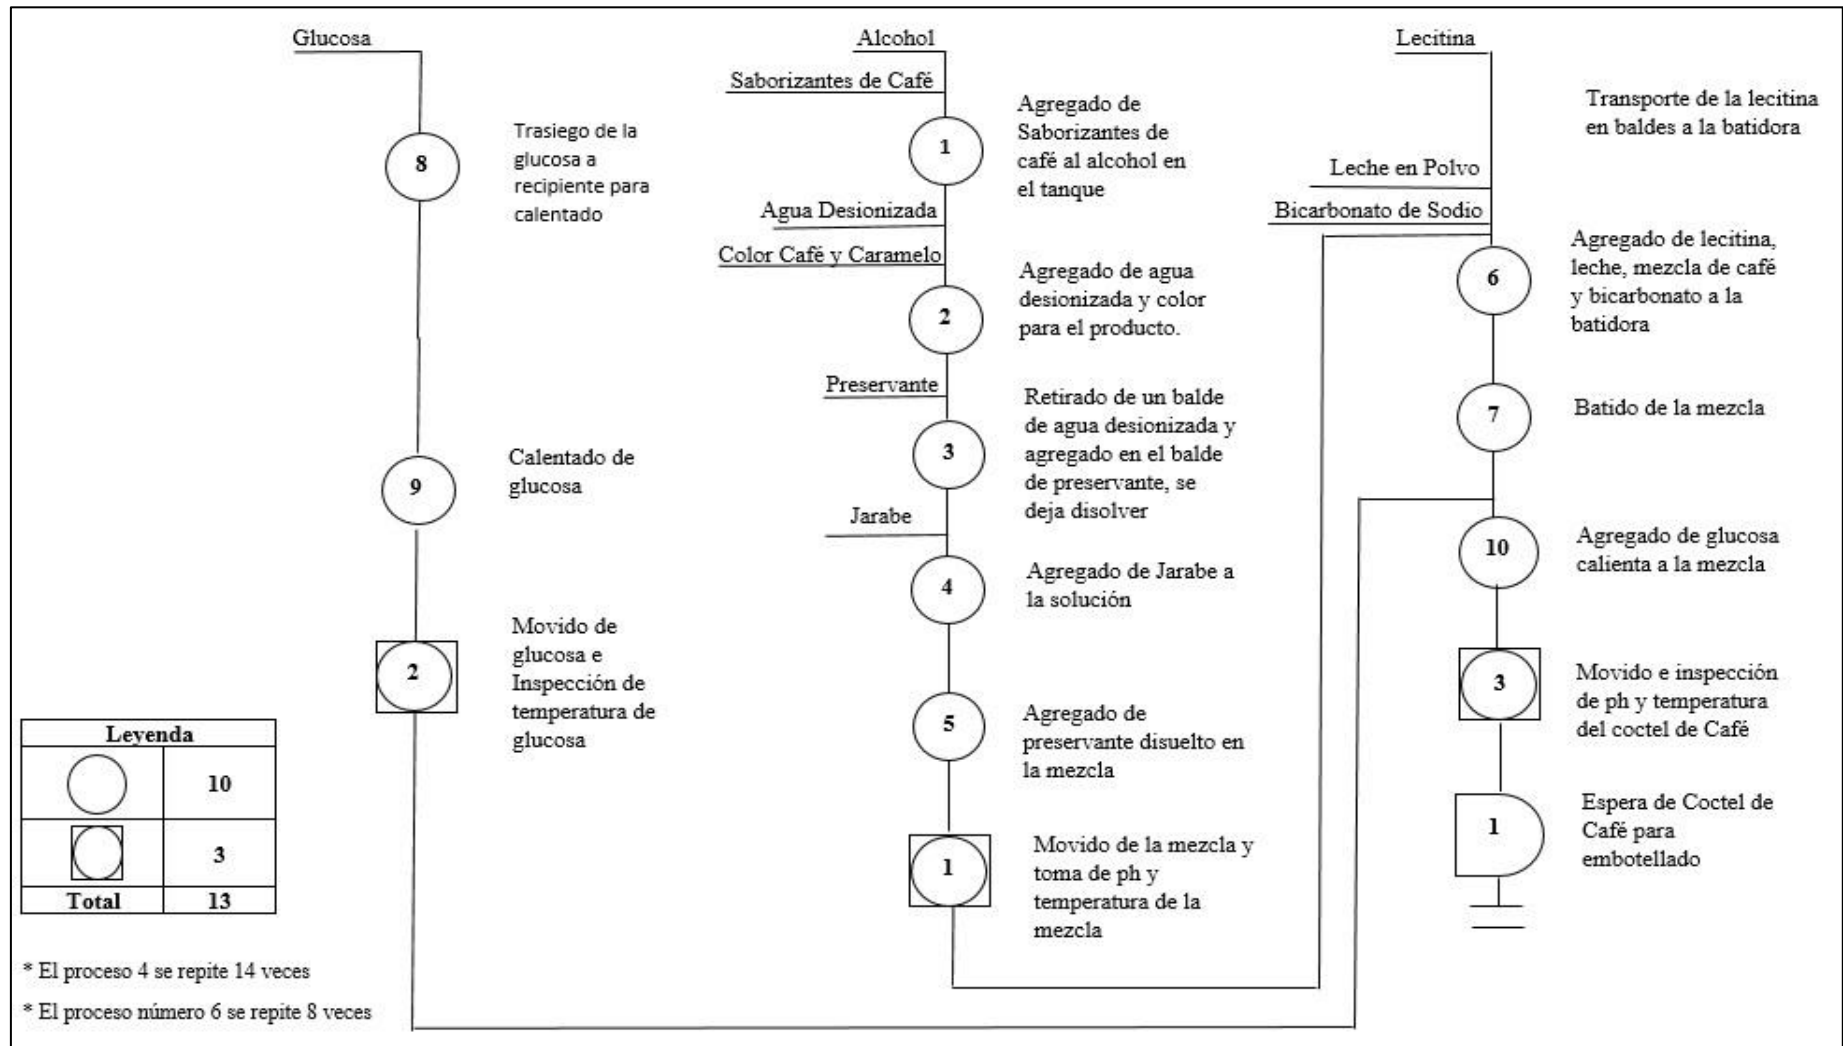 Glucosa
8
Trasiego de la
glucosa a
recipiente para
calentado
9
Calentado de
glucosa
2
Movido de
glucosa e
Inspección de
temperatura de
glucosa
Alcohol
Saborizantes de Café
1
Agregado de
Saborizantes de
café al alcohol en
el tanque
Agua Desionizada
Color Café y Caramelo
2
Agregado de agua
desionizada y color
para el producto.
Preservante
3
Retirado de un balde
de agua desionizada y
agregado en el balde
de preservante, se
deja disolver
Jarabe
4
Agregado de Jarabe a
la solución
5
Agregado de
preservante disuelto en
la mezcla
1
Movido de la mezcla y
toma de ph y
temperatura de la
mezcla
Lecitina
Transporte de la lecitina
en baldes a la batidora
Leche en Polvo
Bicarbonato de Sodio
6
Agregado de lecitina,
leche, mezcla de café
y bicarbonato a la
batidora
7
Batido de la mezcla
10
Agregado de glucosa
calienta a la mezcla
3
Movido e inspección
de ph y temperatura
del coctel de Café
1
Espera de Coctel de
Café para
embotellado
Leyenda
10
3
Total 13
* El proceso 4 se repite 14 veces
* El proceso número 6 se repite 8 veces